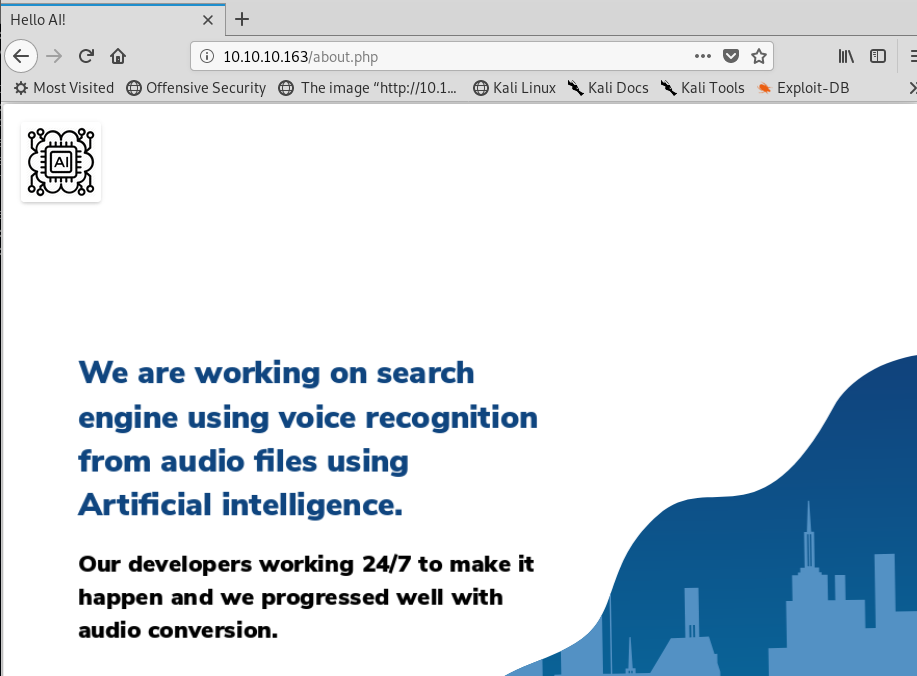 Hello AI!
10.10.10.163/about.php
Most Visited Offensive Security The image “http://10.1... Kali Linux Kali Docs Kali Tools Exploit-DB
AI
We are working on search
engine using voice recognition
from audio files using
Artificial intelligence.
Our developers working 24/7 to make it
happen and we progressed well with
audio conversion.